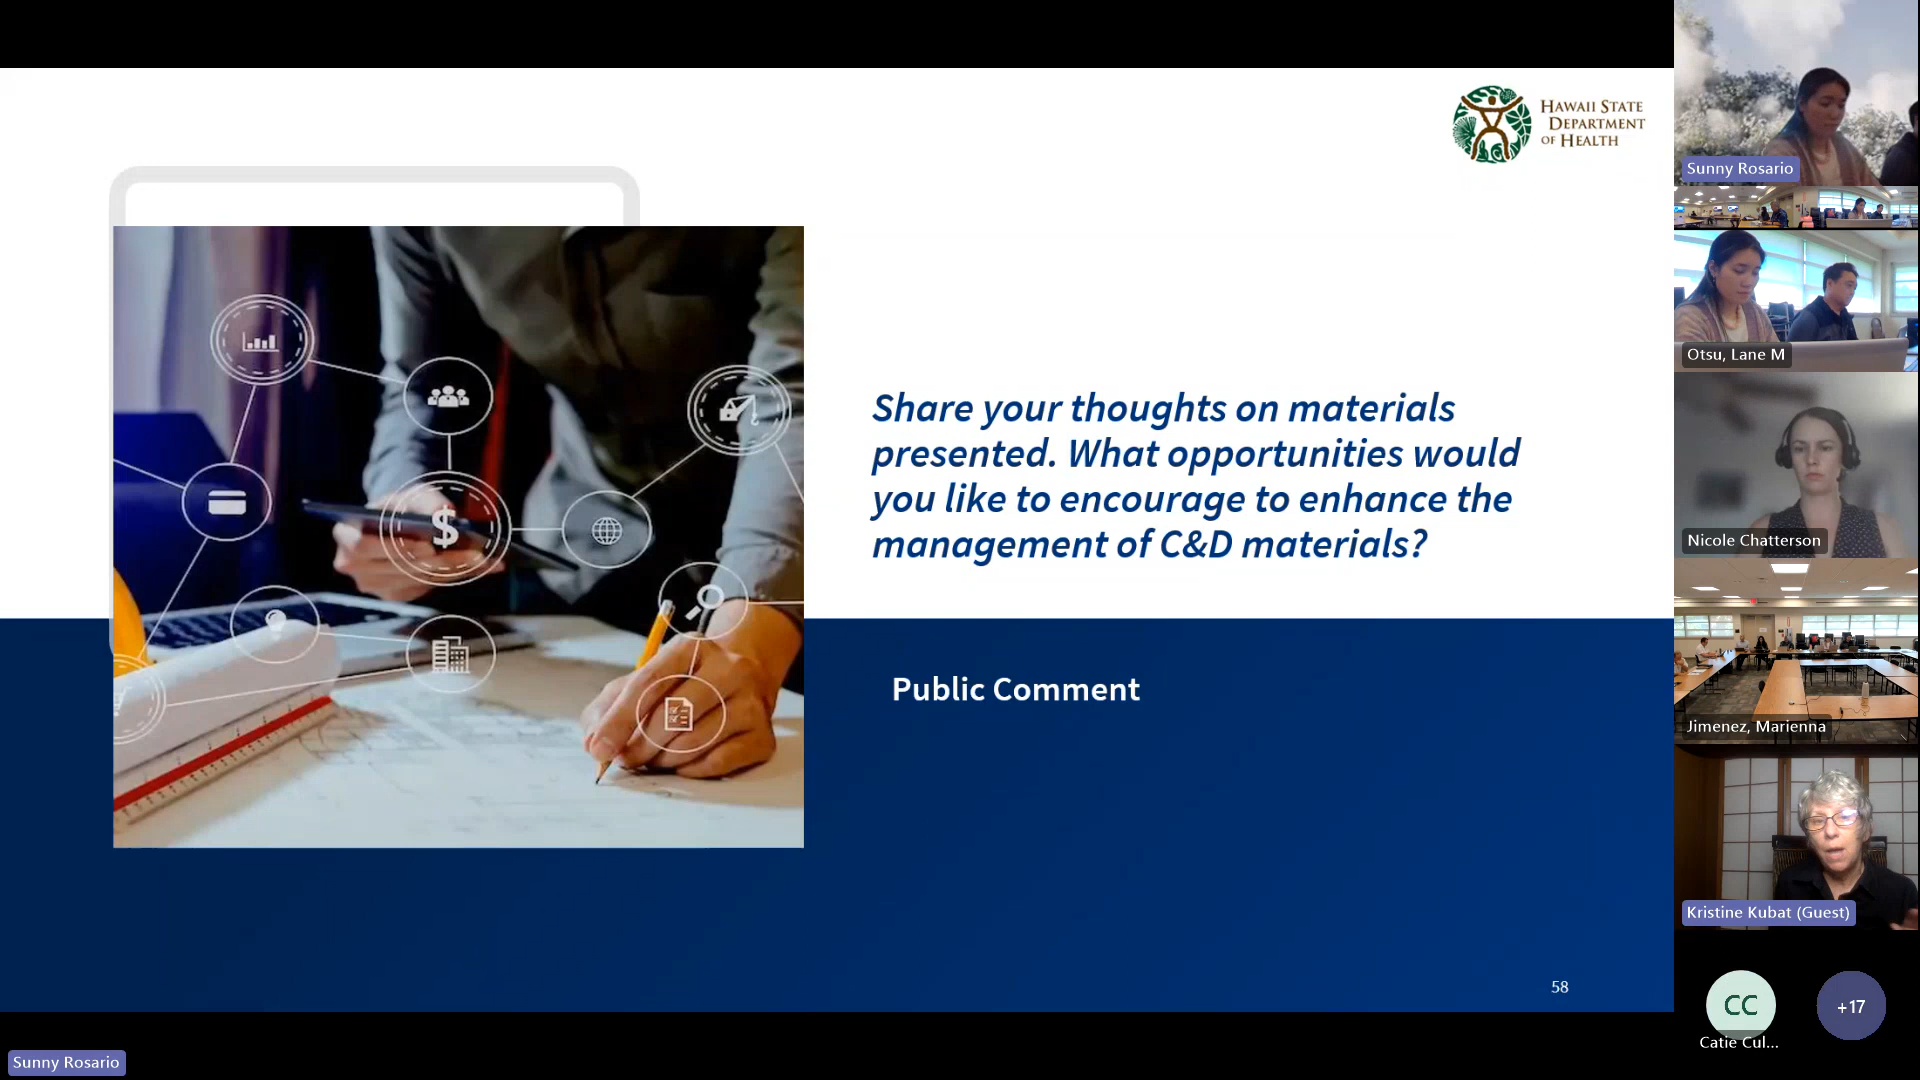 HAWAII STATE
DEPARTMENT
OF HEALTH
Share your thoughts on materials
presented. What opportunities would
you like to encourage to enhance the
management of C&D materials?
Public Comment
58
$
Sunny Rosario
Sunny Rosario
Otsu, Lane M
Nicole Chatterson
Jimenez, Marienna
Kristine Kubat (Guest)
CC
Catie Cul...
+17